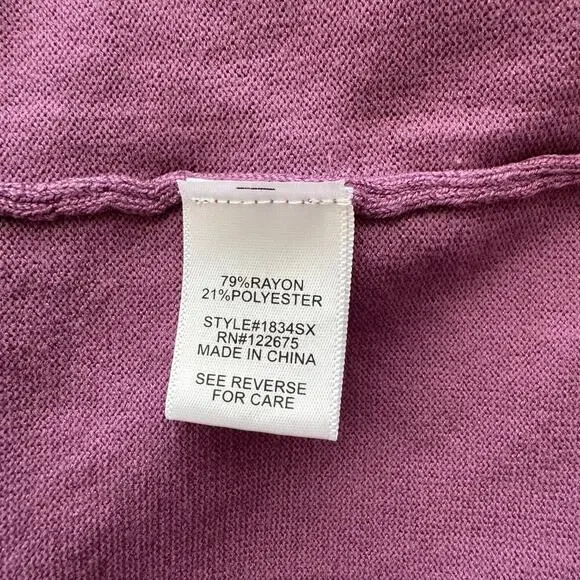 79%RAYON
21%POLYESTER
STYLE#1834SX
RN#122675
MADE IN CHINA
SEE REVERSE
FOR CARE